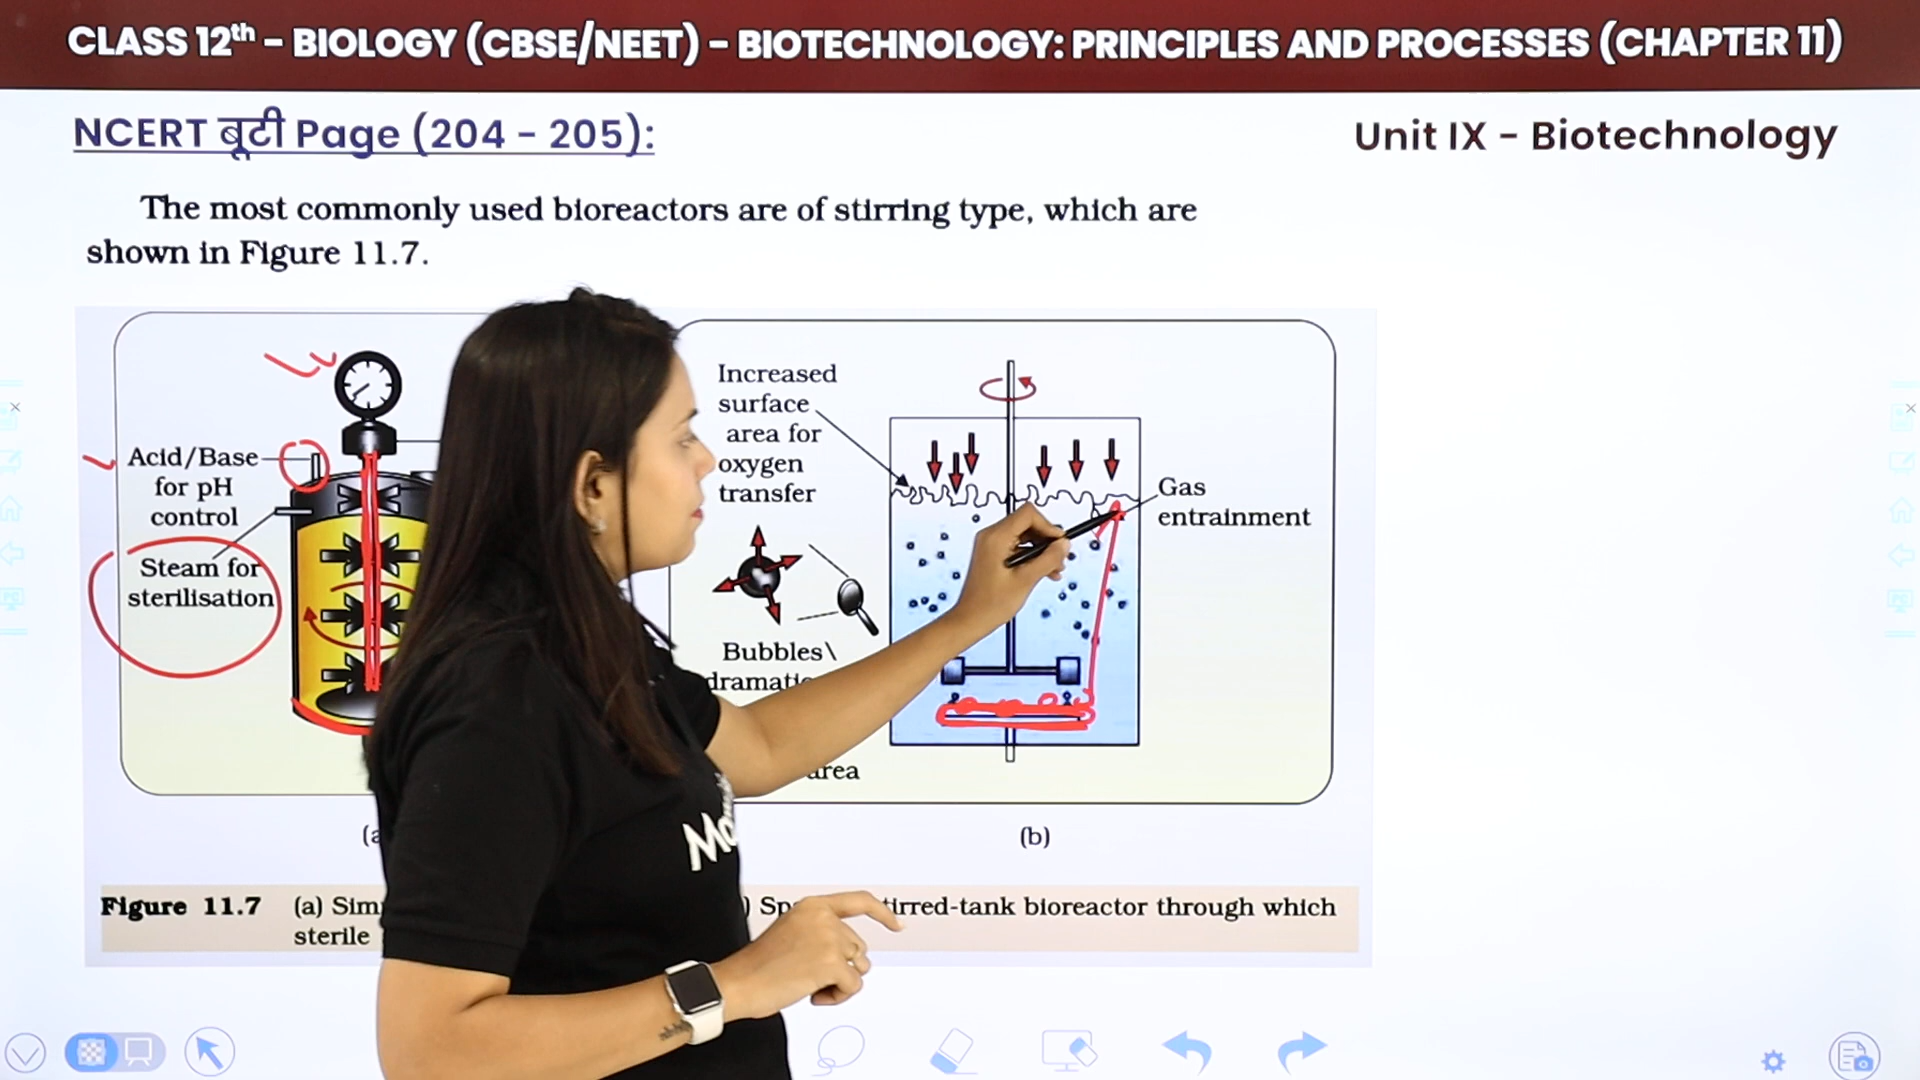 CLASS 12th – BIOLOGY (CBSE/NEET) – BIOTECHNOLOGY: PRINCIPLES AND PROCESSES (CHAPTER 11)
NCERT बूटी Page (204 – 205):
Unit IX – Biotechnology
The most commonly used bioreactors are of stirring type, which are
shown in Figure 11.7.
Acid/Base
for pH
control
Steam for
sterilisation
Increased
surface
area for
oxygen
transfer
Gas
entrainment
Bubbles\
area
(b)
Figure 11.7 (a) stirred-tank bioreactor through which
sterile